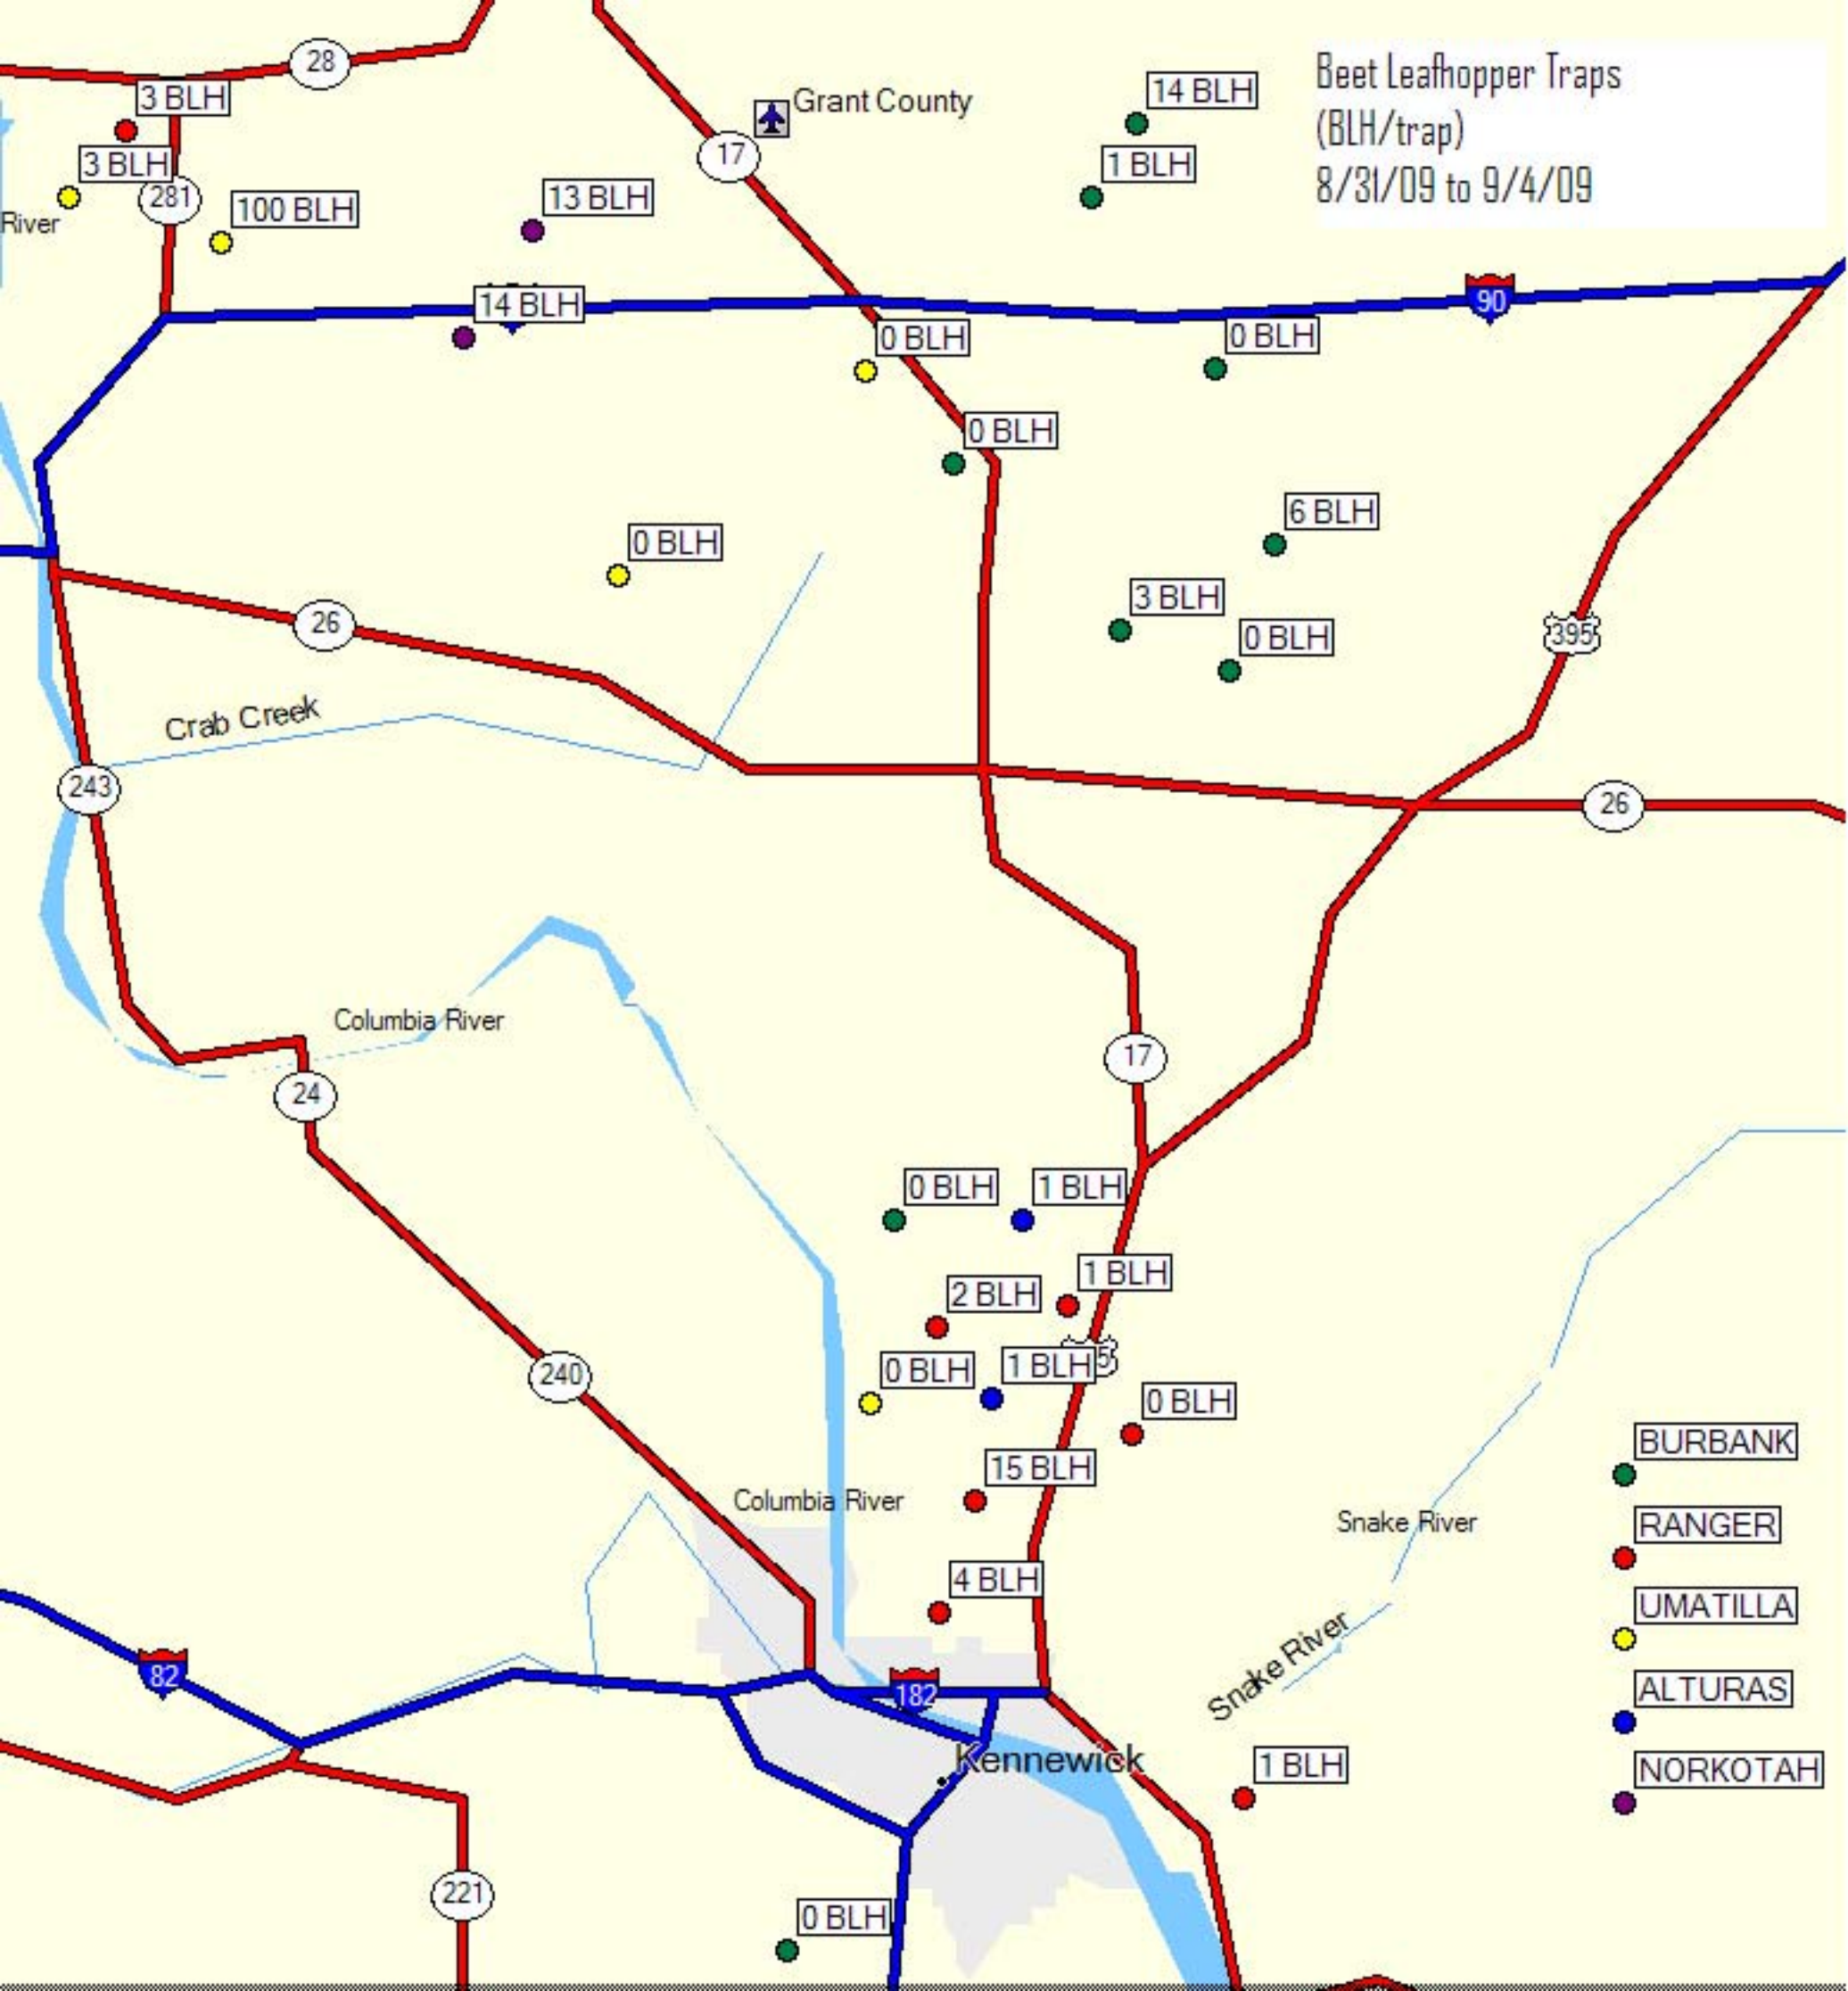 28
3 BLH
Grant County
14 BLH
Beet Leafhopper Traps
(BLH/trap)
8/31/09 to 9/4/09
17
3 BLH
1 BLH
281
River
100 BLH
13 BLH
14 BLH
90
0 BLH
0 BLH
0 BLH
6 BLH
0 BLH
3 BLH
26
0 BLH
395
Crab Creek
243
26
Columbia River
17
24
0 BLH
1 BLH
1 BLH
2 BLH
5
0 BLH
1 BLH
240
0 BLH
BURBANK
15 BLH
Columbia River
Snake River
RANGER
4 BLH
UMATILLA
Snake River
82
182
ALTURAS
Kennewick
1 BLH
NORKOTAH
221
0 BLH